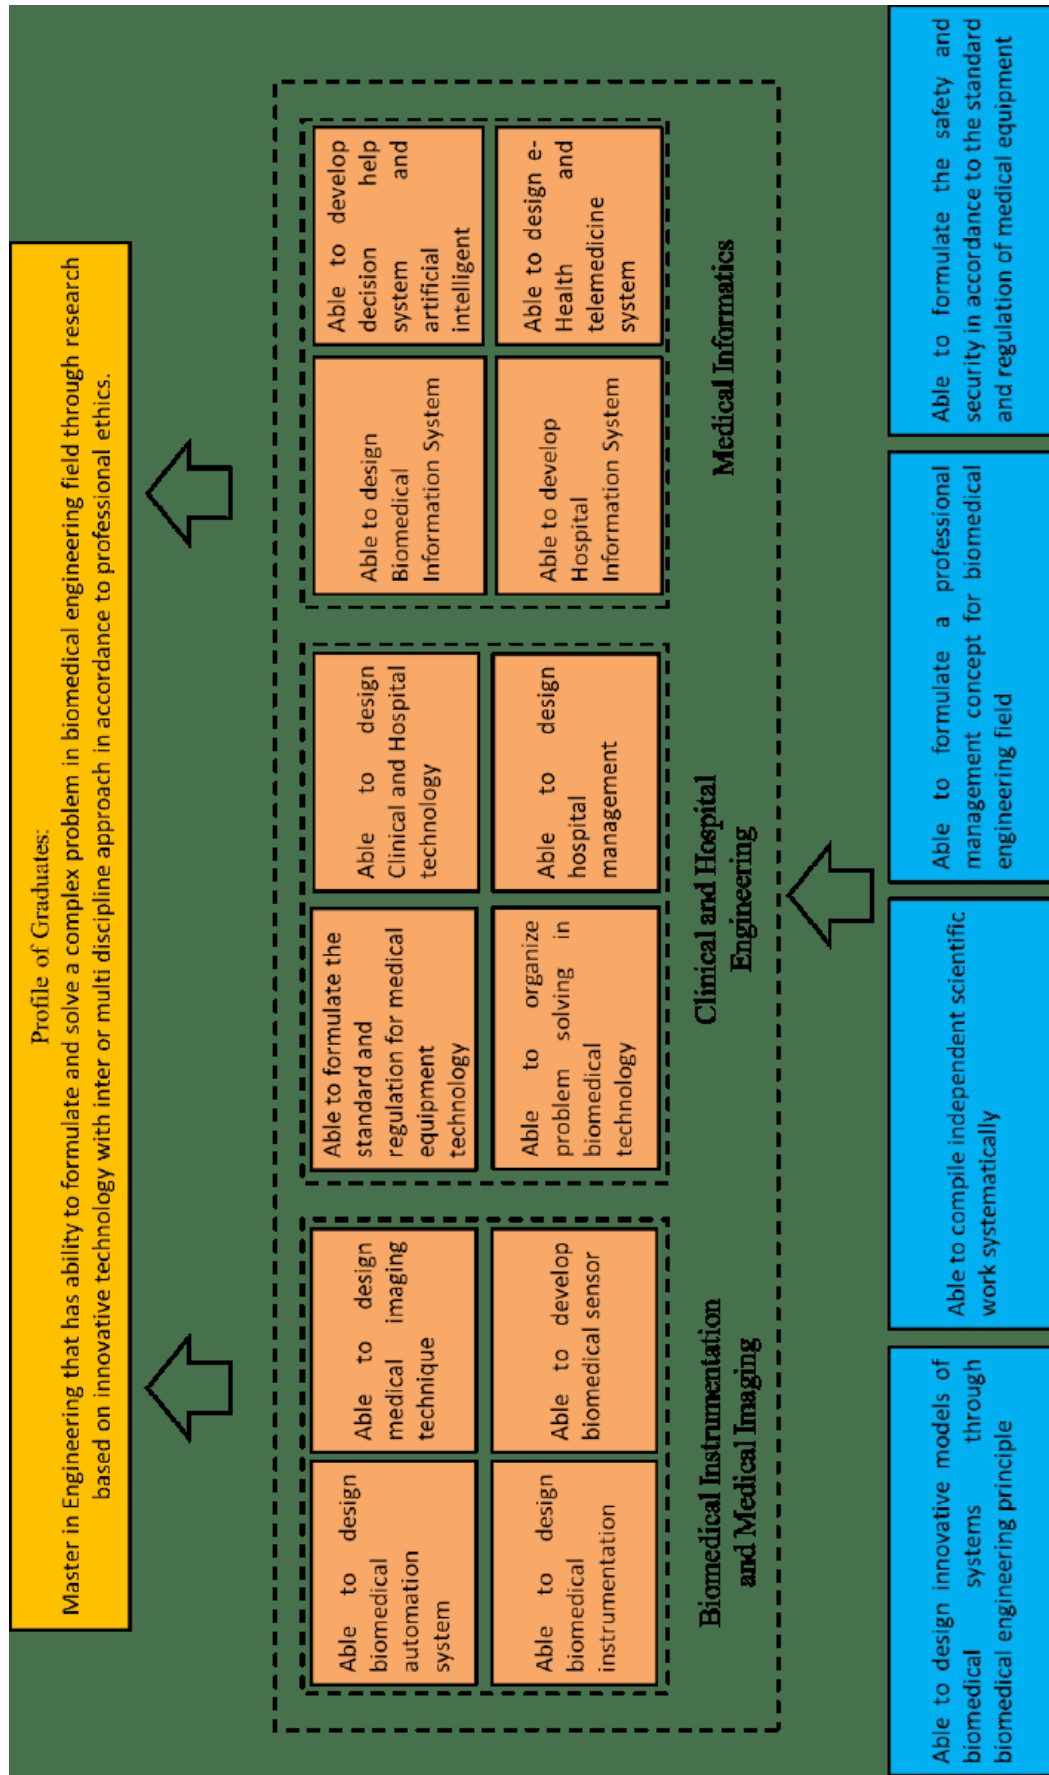 Profile of Graduates:
Master in Engineering that has ability to formulate and solve a complex problem in biomedical engineering field through research
based on innovative technology with inter or multi discipline approach in accordance to professional ethics.
Able to design
biomedical
automation
system
Able to design
medical imaging
technique
Able to design
biomedical
instrumentation
Able to develop
biomedical sensor
Biomedical Instrumentation
and Medical Imaging
Able to formulate the
standard and
regulation for medical
equipment
technology
Able to design
Clinical and Hospital
technology
Able to organize
problem solving in
biomedical
technology
Able to design
hospital
management
Clinical and Hospital
Engineering
Able to design
Biomedical
Information System
Able to develop
decision help
system and
artificial
intelligent
Able to develop
Hospital
Information System
Able to design e-
Health and
telemedicine
system
Medical Informatics
Able to design innovative models of
biomedical systems through
biomedical engineering principle
Able to compile independent scientific
work systematically
Able to formulate a professional
management concept for biomedical
engineering field
Able to formulate the safety and
security in accordance to the standard
and regulation of medical equipment